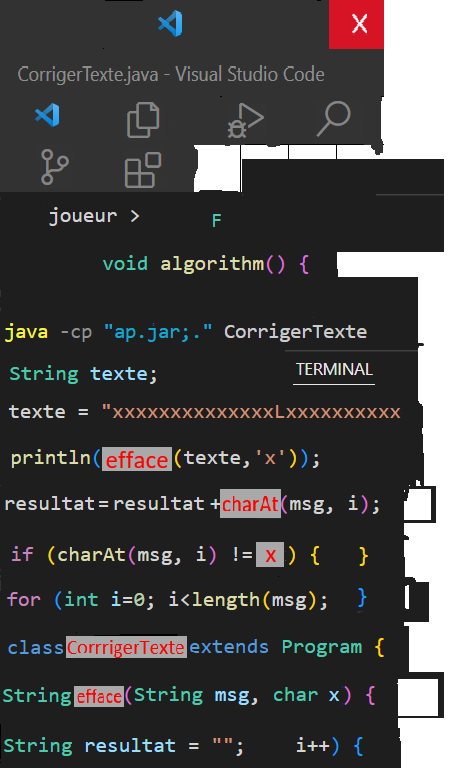 X
CorrigerTexte.java - Visual Studio Code
joueur > F
void algorithm() {
java -cp "ap.jar;." CorrigerTexte
String texte;
TERMINAL
texte = "xxxxxxxxxxxxxxLxxxxxxxxxx
println(efface(texte,'x'));
resultat=resultat+charAt(msg, i);
if (charAt(msg, i) != x ) { }
for (int i=0; i<length(msg); }
class CorrrigerTexte extends Program {
String efface(String msg, char x) {
String resultat = ""; i++) {